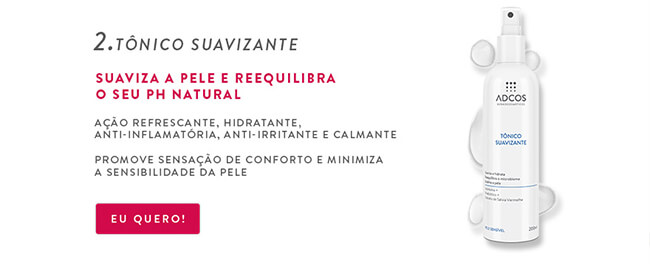 2.TÔNICO SUAVIZANTE
SUAVIZA A PELE E REEQUILIBRA
O SEU PH NATURAL
AÇÃO REFRESCANTE, HIDRATANTE,
ANTI-INFLAMATÓRIA, ANTI-IRRITANTE E CALMANTE
PROMOVE SENSAÇÃO DE CONFORTO E MINIMIZA
A SENSIBILIDADE DA PELE
EU QUERO!
ADCOS
TÔNICO
SUAVIZANTE